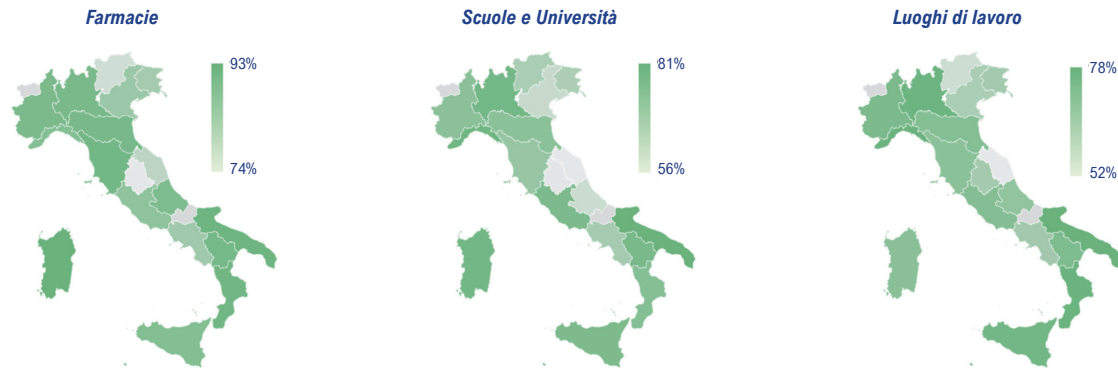 Farmacie
93%
74%
Scuole e Università
81%
56%
Luoghi di lavoro
78%
52%